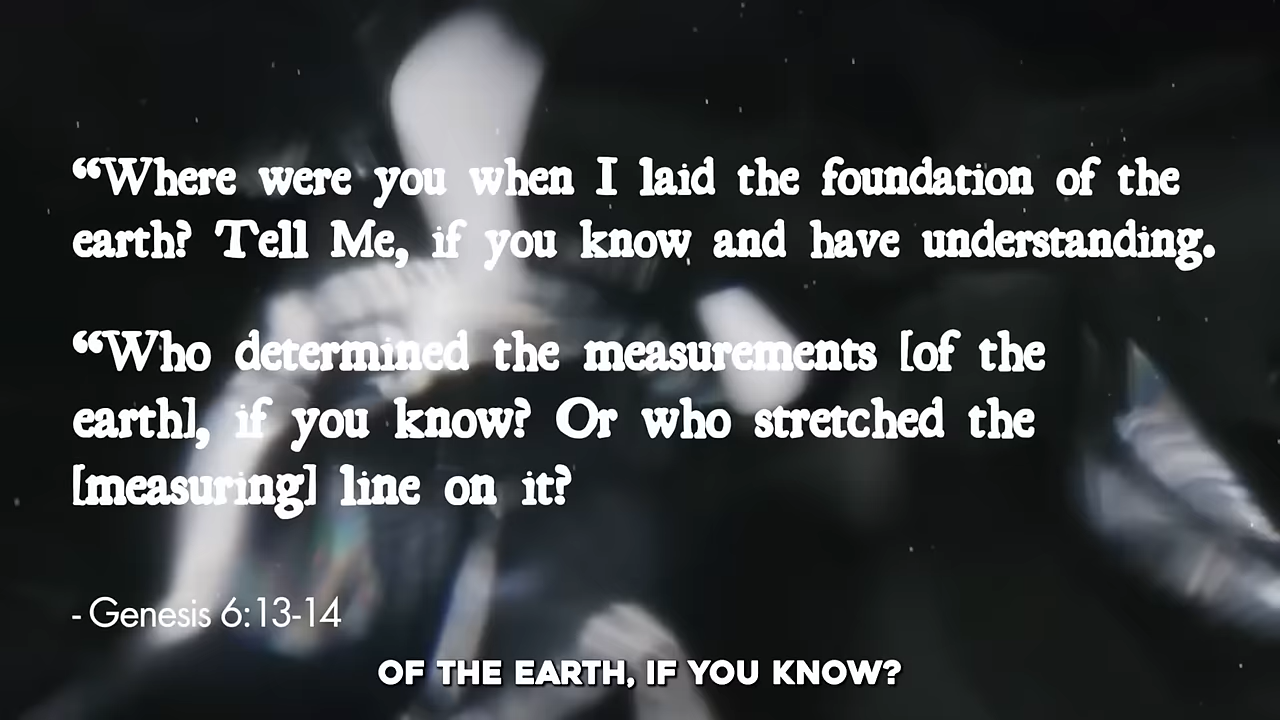 “Where were you when I laid the foundation of the
earth? Tell Me, if you know and have understanding.
“Who determined the measurements [of the
earth], if you know? Or who stretched the
[measuring] line on it?
- Genesis 6:13-14
OF THE EARTH, IF YOU KNOW?